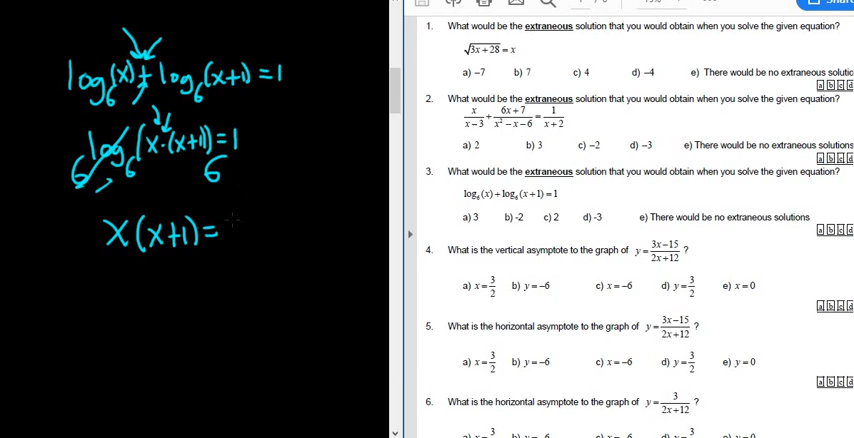 log₆(x) + log₆(x+1) = 1
6 log₆(x·(x+1)) = 1 6
x(x+1) =
Share
1. What would be the extraneous solution that you would obtain when you solve the given equation?
√(3x+28) = x
a) −7 b) 7 c) 4 d) −4 e) There would be no extraneous solutio
a b c d
2. What would be the extraneous solution that you would obtain when you solve the given equation?
x/(x−3) + (6x+7)/(x²−x−6) = 1/(x+2)
a) 2 b) 3 c) −2 d) −3 e) There would be no extraneous solutions
a b c d
3. What would be the extraneous solution that you would obtain when you solve the given equation?
log₆(x)+log₆(x+1)=1
a) 3 b) -2 c) 2 d) -3 e) There would be no extraneous solutions
a b c d
4. What is the vertical asymptote to the graph of y=(3x−15)/(2x+12) ?
a) x=3/2 b) y=−6 c) x=−6 d) y=3/2 e) x=0
a b c d
5. What is the horizontal asymptote to the graph of y=(3x−15)/(2x+12) ?
a) x=3/2 b) y=−6 c) x=−6 d) y=3/2 e) y=0
a b c d
6. What is the horizontal asymptote to the graph of y=3/(2x+12) ?
3 3